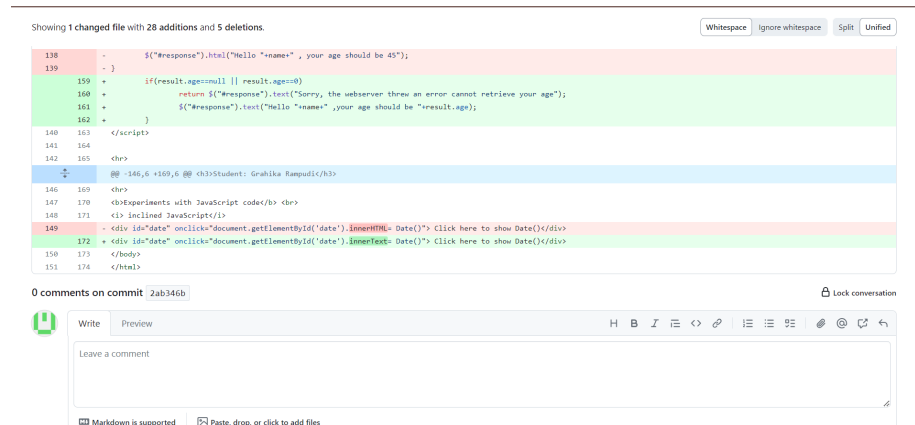 Showing 1 changed file with 28 additions and 5 deletions.
Whitespace Ignore whitespace Split Unified
138 - $("#response").html("Hello "+name+" , your age should be 45");
139 - }
159 + if(result.age==null || result.age==0)
160 + return $("#response").text("Sorry, the webserver threw an error cannot retrieve your age");
161 + $("#response").text("Hello "+name+" ,your age should be "+result.age);
162 + }
140 163 </script>
141 164
142 165 <hr>
@@ -146,6 +169,6 @@ <h3>Student: Grahika Rampudi</h3>
146 169 <hr>
147 170 <b>Experiments with JavaScript code</b> <br>
148 171 <i> inclined JavaScript</i>
149 - <div id="date" onclick="document.getElementById('date').innerHTML= Date()"> Click here to show Date()</div>
172 + <div id="date" onclick="document.getElementById('date').innerText= Date()"> Click here to show Date()</div>
150 173 </body>
151 174 </html>
0 comments on commit 2ab346b
Lock conversation
Write Preview
Leave a comment
Markdown is supported Paste, drop, or click to add files